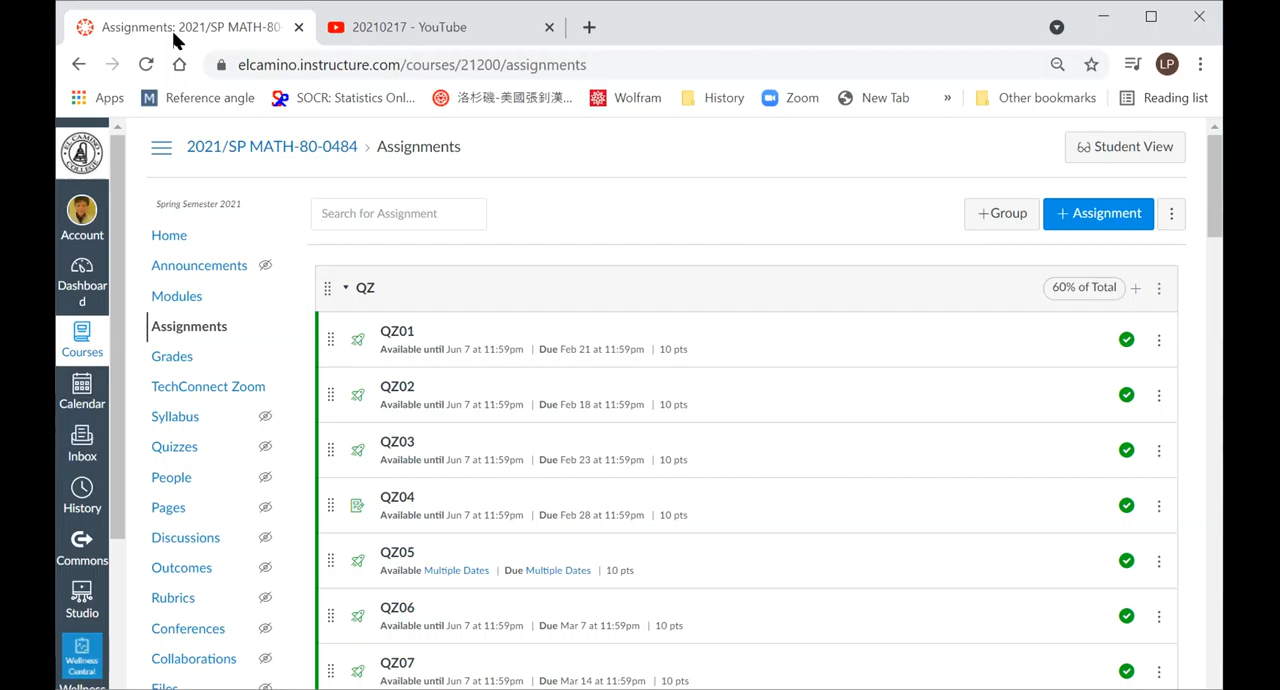 Assignments: 2021/SP MATH-80-
20210217 - YouTube
elcamino.instructure.com/courses/21200/assignments
LP
Apps
M
Reference angle
SOCR: Statistics Onl...
洛杉磯-美國張釗漢...
Wolfram
History
Zoom
New Tab
»
Other bookmarks
Reading list
2021/SP MATH-80-0484 › Assignments
Student View
Spring Semester 2021
Search for Assignment
+Group
+ Assignment
Account
Dashboar
d
Courses
Calendar
Inbox
History
Commons
Studio
Wellness
Central
Home
Announcements
Modules
Assignments
Grades
TechConnect Zoom
Syllabus
Quizzes
People
Pages
Discussions
Outcomes
Rubrics
Conferences
Collaborations
Files
QZ
60% of Total
QZ01
Available until Jun 7 at 11:59pm | Due Feb 21 at 11:59pm | 10 pts
QZ02
Available until Jun 7 at 11:59pm | Due Feb 18 at 11:59pm | 10 pts
QZ03
Available until Jun 7 at 11:59pm | Due Feb 23 at 11:59pm | 10 pts
QZ04
Available until Jun 7 at 11:59pm | Due Feb 28 at 11:59pm | 10 pts
QZ05
Available Multiple Dates | Due Multiple Dates | 10 pts
QZ06
Available until Jun 7 at 11:59pm | Due Mar 7 at 11:59pm | 10 pts
QZ07
Available until Jun 7 at 11:59pm | Due Mar 14 at 11:59pm | 10 pts